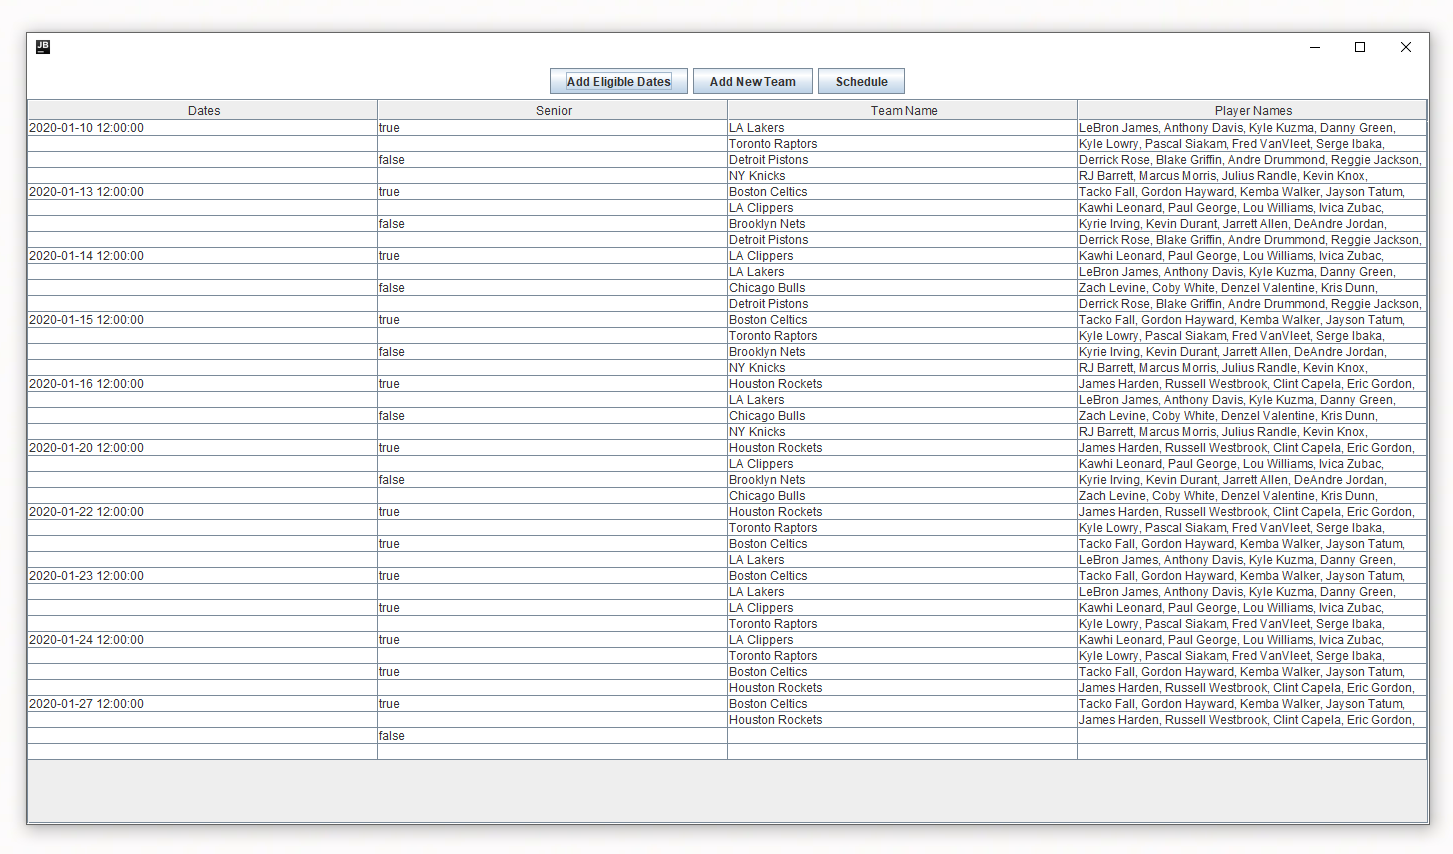 JB
Add Eligible Dates Add New Team Schedule
Dates Senior Team Name Player Names
2020-01-10 12:00:00 true LA Lakers LeBron James, Anthony Davis, Kyle Kuzma, Danny Green,
Toronto Raptors Kyle Lowry, Pascal Siakam, Fred VanVleet, Serge Ibaka,
false Detroit Pistons Derrick Rose, Blake Griffin, Andre Drummond, Reggie Jackson,
NY Knicks RJ Barrett, Marcus Morris, Julius Randle, Kevin Knox,
2020-01-13 12:00:00 true Boston Celtics Tacko Fall, Gordon Hayward, Kemba Walker, Jayson Tatum,
LA Clippers Kawhi Leonard, Paul George, Lou Williams, Ivica Zubac,
false Brooklyn Nets Kyrie Irving, Kevin Durant, Jarrett Allen, DeAndre Jordan,
Detroit Pistons Derrick Rose, Blake Griffin, Andre Drummond, Reggie Jackson,
2020-01-14 12:00:00 true LA Clippers Kawhi Leonard, Paul George, Lou Williams, Ivica Zubac,
LA Lakers LeBron James, Anthony Davis, Kyle Kuzma, Danny Green,
false Chicago Bulls Zach Levine, Coby White, Denzel Valentine, Kris Dunn,
Detroit Pistons Derrick Rose, Blake Griffin, Andre Drummond, Reggie Jackson,
2020-01-15 12:00:00 true Boston Celtics Tacko Fall, Gordon Hayward, Kemba Walker, Jayson Tatum,
Toronto Raptors Kyle Lowry, Pascal Siakam, Fred VanVleet, Serge Ibaka,
false Brooklyn Nets Kyrie Irving, Kevin Durant, Jarrett Allen, DeAndre Jordan,
NY Knicks RJ Barrett, Marcus Morris, Julius Randle, Kevin Knox,
2020-01-16 12:00:00 true Houston Rockets James Harden, Russell Westbrook, Clint Capela, Eric Gordon,
LA Lakers LeBron James, Anthony Davis, Kyle Kuzma, Danny Green,
false Chicago Bulls Zach Levine, Coby White, Denzel Valentine, Kris Dunn,
NY Knicks RJ Barrett, Marcus Morris, Julius Randle, Kevin Knox,
2020-01-20 12:00:00 true Houston Rockets James Harden, Russell Westbrook, Clint Capela, Eric Gordon,
LA Clippers Kawhi Leonard, Paul George, Lou Williams, Ivica Zubac,
false Brooklyn Nets Kyrie Irving, Kevin Durant, Jarrett Allen, DeAndre Jordan,
Chicago Bulls Zach Levine, Coby White, Denzel Valentine, Kris Dunn,
2020-01-22 12:00:00 true Houston Rockets James Harden, Russell Westbrook, Clint Capela, Eric Gordon,
Toronto Raptors Kyle Lowry, Pascal Siakam, Fred VanVleet, Serge Ibaka,
true Boston Celtics Tacko Fall, Gordon Hayward, Kemba Walker, Jayson Tatum,
LA Lakers LeBron James, Anthony Davis, Kyle Kuzma, Danny Green,
2020-01-23 12:00:00 true Boston Celtics Tacko Fall, Gordon Hayward, Kemba Walker, Jayson Tatum,
LA Lakers LeBron James, Anthony Davis, Kyle Kuzma, Danny Green,
true LA Clippers Kawhi Leonard, Paul George, Lou Williams, Ivica Zubac,
Toronto Raptors Kyle Lowry, Pascal Siakam, Fred VanVleet, Serge Ibaka,
2020-01-24 12:00:00 true LA Clippers Kawhi Leonard, Paul George, Lou Williams, Ivica Zubac,
Toronto Raptors Kyle Lowry, Pascal Siakam, Fred VanVleet, Serge Ibaka,
true Boston Celtics Tacko Fall, Gordon Hayward, Kemba Walker, Jayson Tatum,
Houston Rockets James Harden, Russell Westbrook, Clint Capela, Eric Gordon,
2020-01-27 12:00:00 true Boston Celtics Tacko Fall, Gordon Hayward, Kemba Walker, Jayson Tatum,
Houston Rockets James Harden, Russell Westbrook, Clint Capela, Eric Gordon,
false